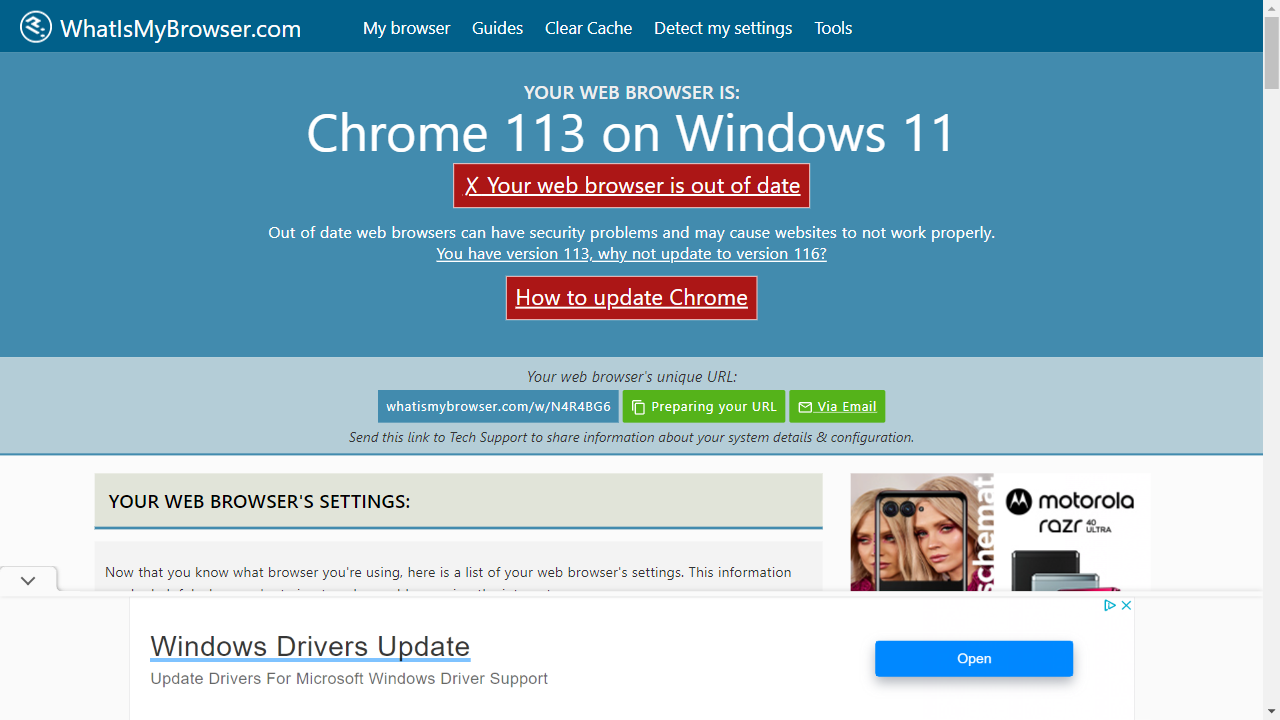 WhatIsMyBrowser.com
My browser Guides Clear Cache Detect my settings Tools
YOUR WEB BROWSER IS:
Chrome 113 on Windows 11
✗ Your web browser is out of date
Out of date web browsers can have security problems and may cause websites to not work properly.
You have version 113, why not update to version 116?
How to update Chrome
Your web browser's unique URL:
whatismybrowser.com/w/N4R4BG6 Preparing your URL Via Email
Send this link to Tech Support to share information about your system details & configuration.
YOUR WEB BROWSER'S SETTINGS:
Now that you know what browser you're using, here is a list of your web browser's settings. This information
motorola
razr 40 ULTRA
Windows Drivers Update
Update Drivers For Microsoft Windows Driver Support
Open